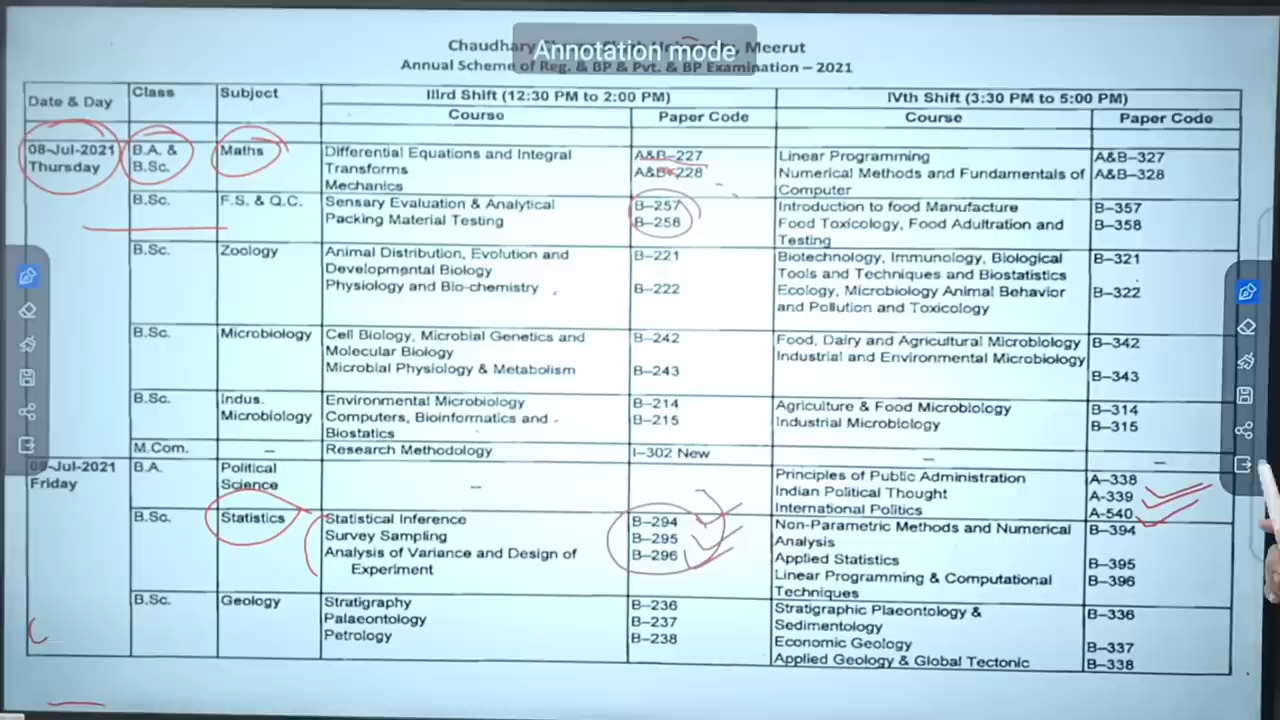 Annotation mode
Chaudhary Meerut
Annual Scheme of Reg. & BP & Pvt. & BP Examination – 2021
Date & Day Class Subject IIIrd Shift (12:30 PM to 2:00 PM) IVth Shift (3:30 PM to 5:00 PM)
Course Paper Code Course Paper Code
08-Jul-2021 B.A. & Maths Differential Equations and Integral A&B–227 Linear Programming A&B–327
Thursday B.Sc. Transforms A&B–228 Numerical Methods and Fundamentals of A&B–328
Mechanics Computer
B.Sc. F.S. & Q.C. Sensary Evaluation & Analytical B–257 Introduction to food Manufacture B–357
Packing Material Testing B–258 Food Toxicology, Food Adultration and B–358
Testing
B.Sc. Zoology Animal Distribution, Evolution and B–221 Biotechnology, Immunology, Biological B–321
Developmental Biology Tools and Techniques and Biostatistics
Physiology and Bio-chemistry B–222 Ecology, Microbiology Animal Behavior B–322
and Pollution and Toxicology
B.Sc. Microbiology Cell Biology, Microbial Genetics and B–242 Food, Dairy and Agricultural Microbiology B–342
Molecular Biology Industrial and Environmental Microbiology
Microbial Physiology & Metabolism B–243 B–343
B.Sc. Indus. Environmental Microbiology B–214 Agriculture & Food Microbiology B–314
Microbiology Computers, Bioinformatics and B–215 Industrial Microbiology B–315
Biostatics
M.Com. – Research Methodology I–302 New – –
09-Jul-2021 B.A. Political – Principles of Public Administration A–338
Friday Science Indian Political Thought A-339
International Politics A-540
B.Sc. Statistics Statistical Inference B–294 Non-Parametric Methods and Numerical B–394
Survey Sampling B–295 Analysis
Analysis of Variance and Design of B–296 Applied Statistics B–395
Experiment Linear Programming & Computational B–396
Techniques
B.Sc. Geology Stratigraphy B–236 Stratigraphic Plaeontology & B–336
Palaeontology B–237 Sedimentology
Petrology B–238 Economic Geology B–337
Applied Geology & Global Tectonic B–338